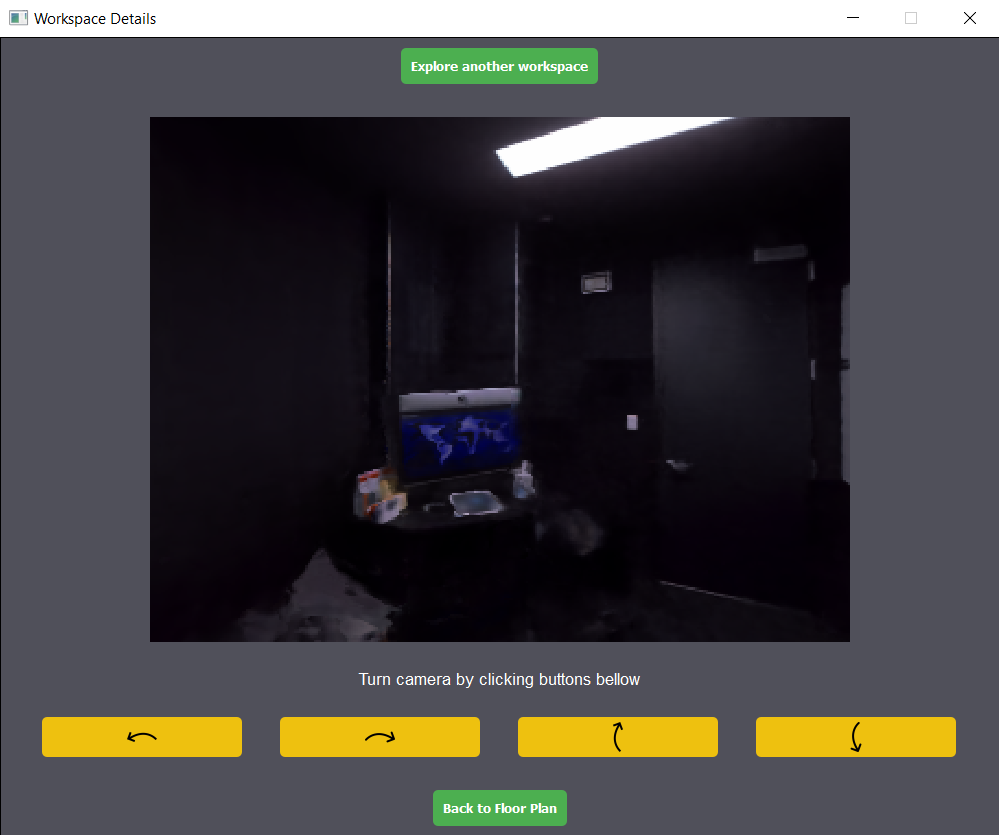 Workspace Details
Explore another workspace
Turn camera by clicking buttons bellow
Back to Floor Plan